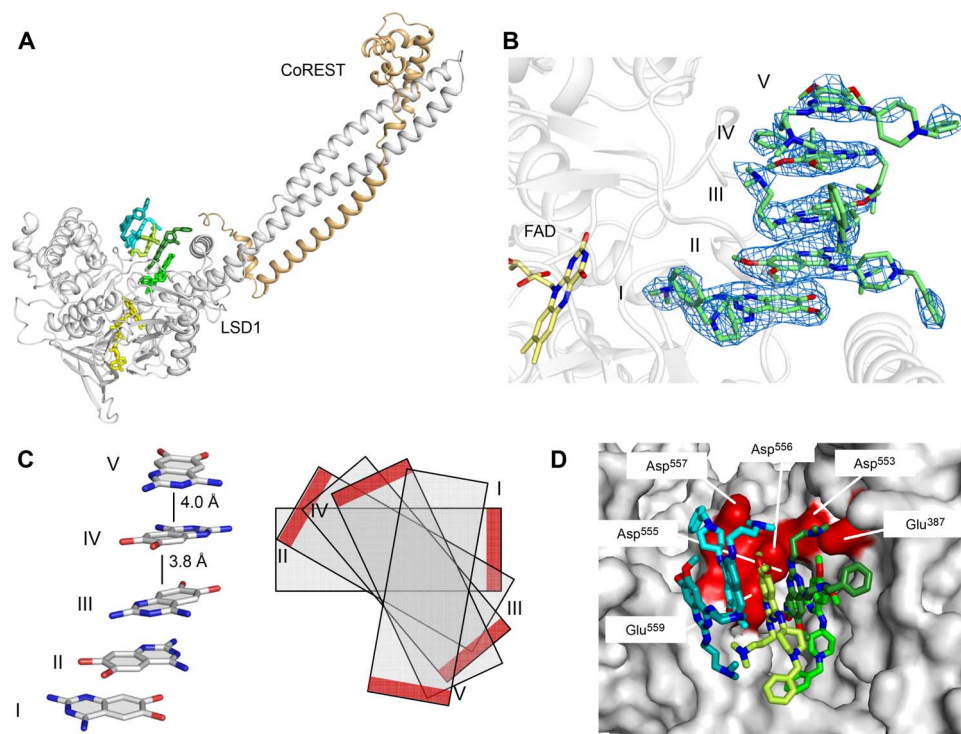 A
CoREST
LSD1
B
V
IV
III
FAD
II
I
C
V
4.0 Å
IV
3.8 Å
III
II
I
I
IV
II
III
V
D
Asp556
Asp557
Asp553
Asp555
Glu387
Glu559